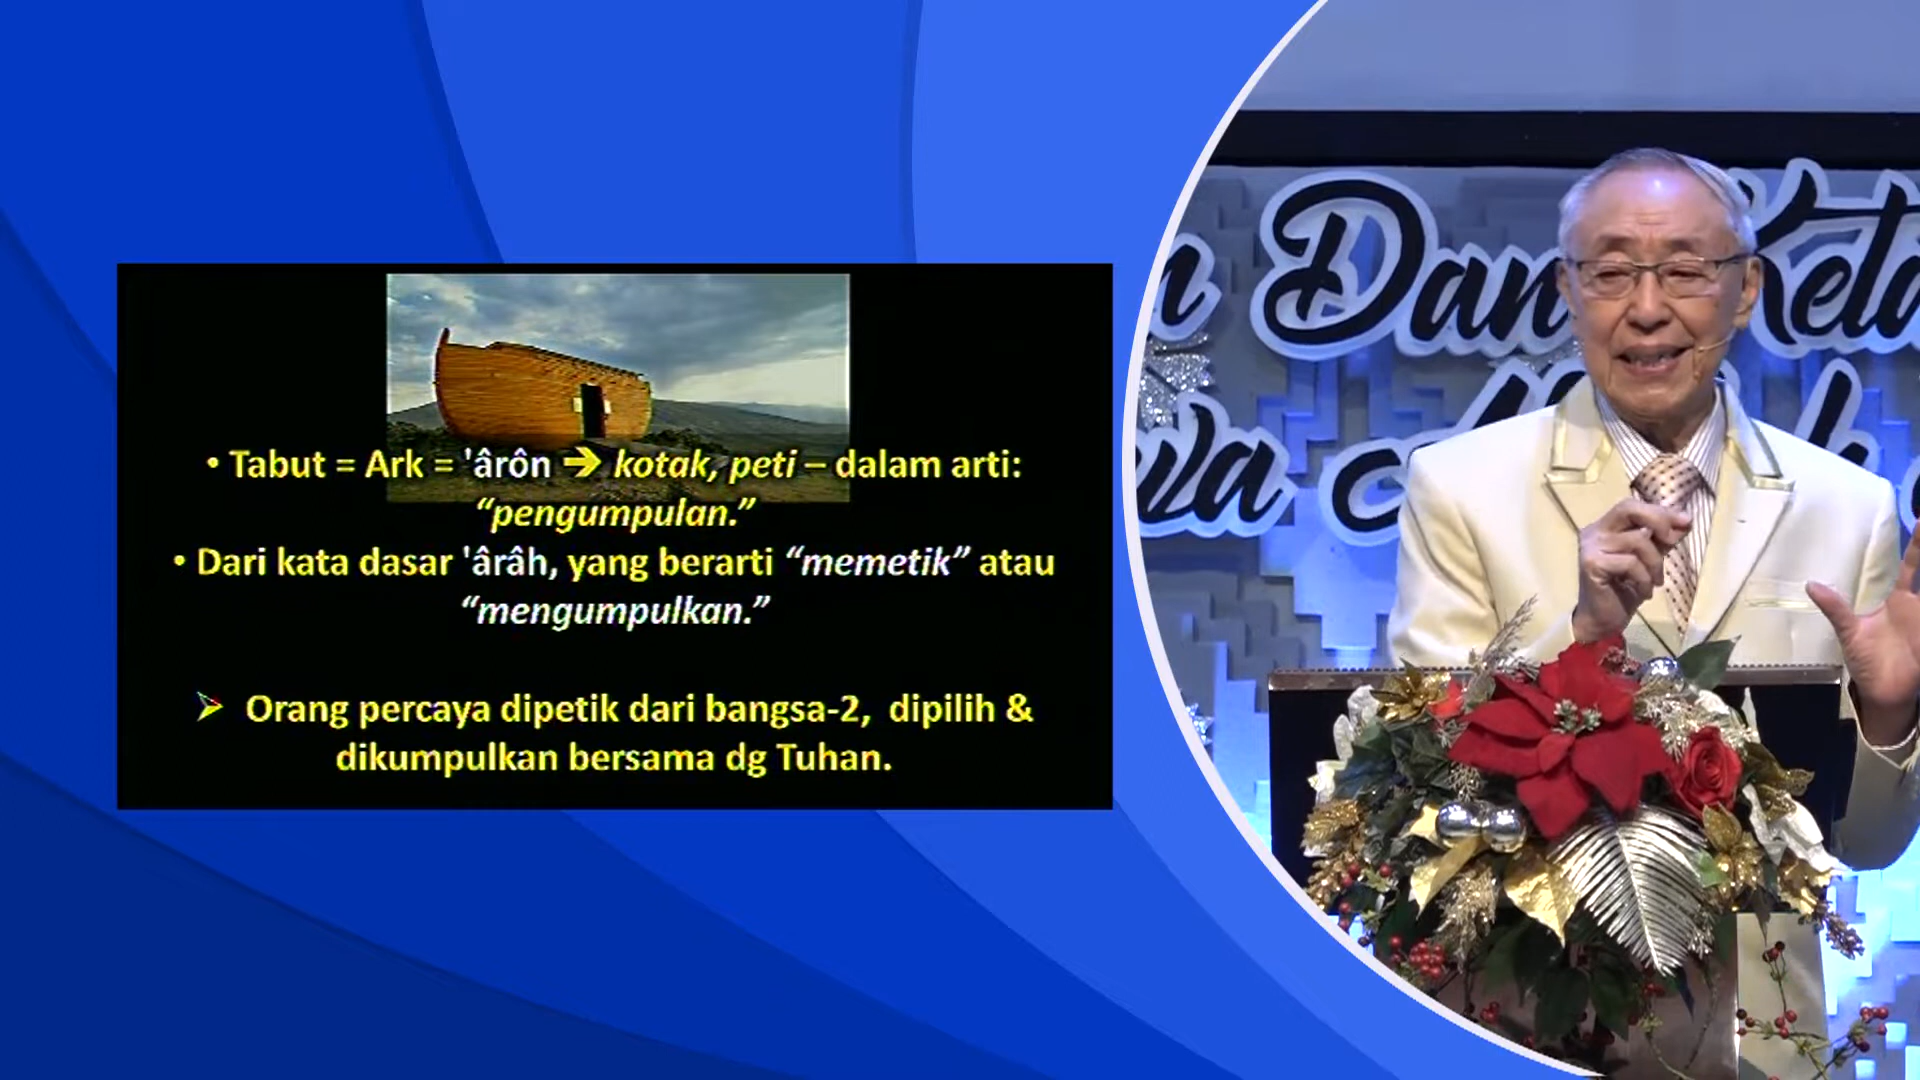 • Tabut = Ark = 'ârôn ➔ kotak, peti – dalam arti:
“pengumpulan.”
• Dari kata dasar 'ârâh, yang berarti “memetik” atau
“mengumpulkan.”
➢ Orang percaya dipetik dari bangsa-2, dipilih &
dikumpulkan bersama dg Tuhan.
Dan